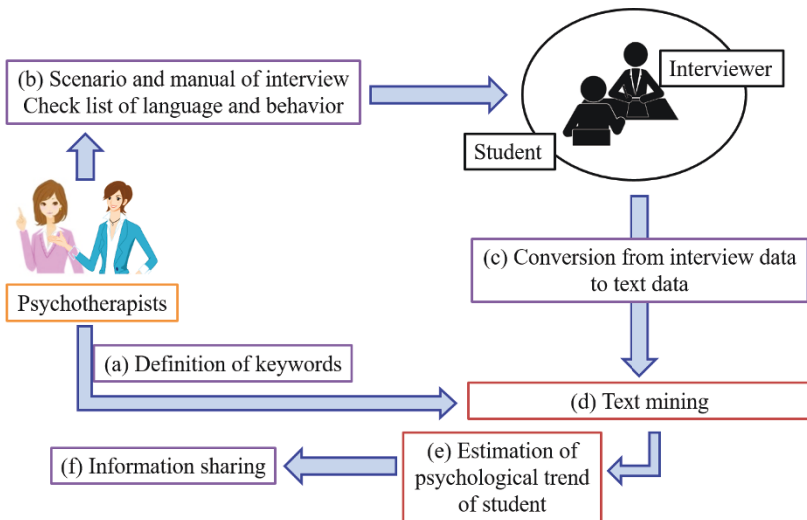 (b) Scenario and manual of interview
Check list of language and behavior
Interviewer
Student
(c) Conversion from interview data
to text data
Psychotherapists
(a) Definition of keywords
(d) Text mining
(e) Estimation of
psychological trend
of student
(f) Information sharing